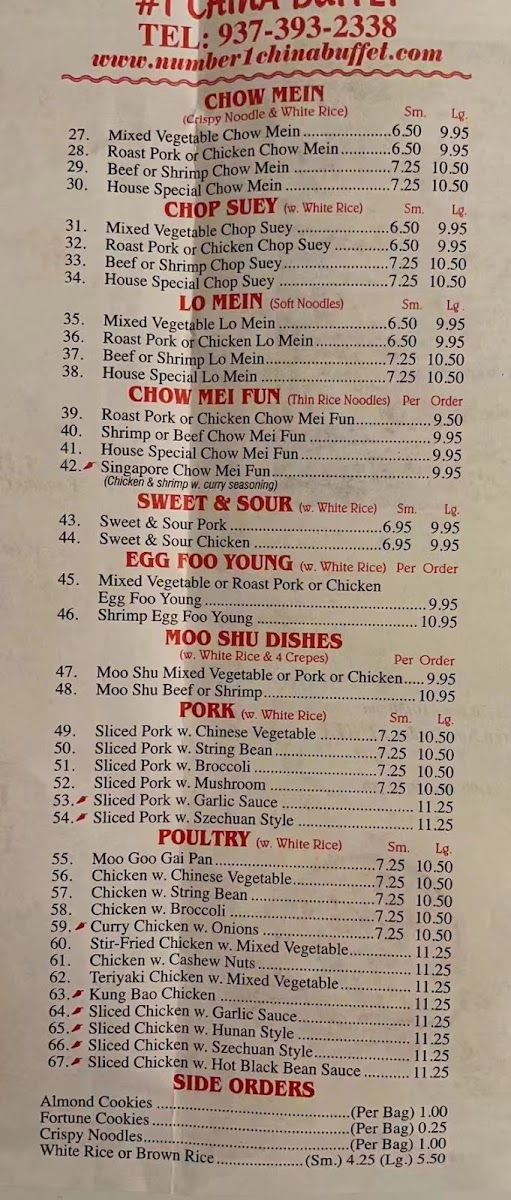 #1 CHINA BUFFET
TEL: 937-393-2338
www.number1chinabuffet.com
CHOW MEIN
(Crispy Noodle & White Rice) Sm. Lg.
27. Mixed Vegetable Chow Mein ....................6.50 9.95
28. Roast Pork or Chicken Chow Mein ............6.50 9.95
29. Beef or Shrimp Chow Mein ......................7.25 10.50
30. House Special Chow Mein ........................7.25 10.50
CHOP SUEY (w. White Rice) Sm. Lg.
31. Mixed Vegetable Chop Suey .....................6.50 9.95
32. Roast Pork or Chicken Chop Suey .............6.50 9.95
33. Beef or Shrimp Chop Suey........................7.25 10.50
34. House Special Chop Suey .........................7.25 10.50
LO MEIN (Soft Noodles) Sm. Lg.
35. Mixed Vegetable Lo Mein .........................6.50 9.95
36. Roast Pork or Chicken Lo Mein .................6.50 9.95
37. Beef or Shrimp Lo Mein............................7.25 10.50
38. House Special Lo Mein .............................7.25 10.50
CHOW MEI FUN (Thin Rice Noodles) Per Order
39. Roast Pork or Chicken Chow Mei Fun.................9.50
40. Shrimp or Beef Chow Mei Fun ...........................9.95
41. House Special Chow Mei Fun .............................9.95
42. Singapore Chow Mei Fun....................................9.95
(Chicken & shrimp w. curry seasoning)
SWEET & SOUR (w. White Rice) Sm. Lg.
43. Sweet & Sour Pork ...................................6.95 9.95
44. Sweet & Sour Chicken ..............................6.95 9.95
EGG FOO YOUNG (w. White Rice) Per Order
45. Mixed Vegetable or Roast Pork or Chicken
Egg Foo Young ...................................................9.95
46. Shrimp Egg Foo Young .....................................10.95
MOO SHU DISHES
(w. White Rice & 4 Crepes) Per Order
47. Moo Shu Mixed Vegetable or Pork or Chicken.....9.95
48. Moo Shu Beef or Shrimp...................................10.95
PORK (w. White Rice) Sm. Lg.
49. Sliced Pork w. Chinese Vegetable .............7.25 10.50
50. Sliced Pork w. String Bean........................7.25 10.50
51. Sliced Pork w. Broccoli ............................7.25 10.50
52. Sliced Pork w. Mushroom .........................7.25 10.50
53. Sliced Pork w. Garlic Sauce ..............................11.25
54. Sliced Pork w. Szechuan Style ...........................11.25
POULTRY (w. White Rice) Sm. Lg.
55. Moo Goo Gai Pan.....................................7.25 10.50
56. Chicken w. Chinese Vegetable...................7.25 10.50
57. Chicken w. String Bean ............................7.25 10.50
58. Chicken w. Broccoli .................................7.25 10.50
59. Curry Chicken w. Onions ..........................7.25 10.50
60. Stir-Fried Chicken w. Mixed Vegetable..............11.25
61. Chicken w. Cashew Nuts ...................................11.25
62. Teriyaki Chicken w. Mixed Vegetable................11.25
63. Kung Bao Chicken ............................................11.25
64. Sliced Chicken w. Garlic Sauce.........................11.25
65. Sliced Chicken w. Hunan Style ..........................11.25
66. Sliced Chicken w. Szechuan Style......................11.25
67. Sliced Chicken w. Hot Black Bean Sauce ...........11.25
SIDE ORDERS
Almond Cookies ............................................(Per Bag) 1.00
Fortune Cookies.............................................(Per Bag) 0.25
Crispy Noodles...............................................(Per Bag) 1.00
White Rice or Brown Rice....................(Sm.) 4.25 (Lg.) 5.50